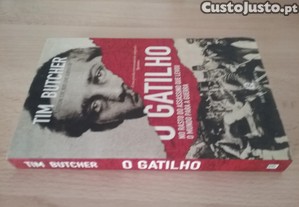 CustoJusto.pt
TIM BUTCHER
O GATILHO
NO RASTO DO ASSASSINO QUE LEVOU
O MUNDO PARA A GUERRA
TIM BUTCHER
O GATILHO